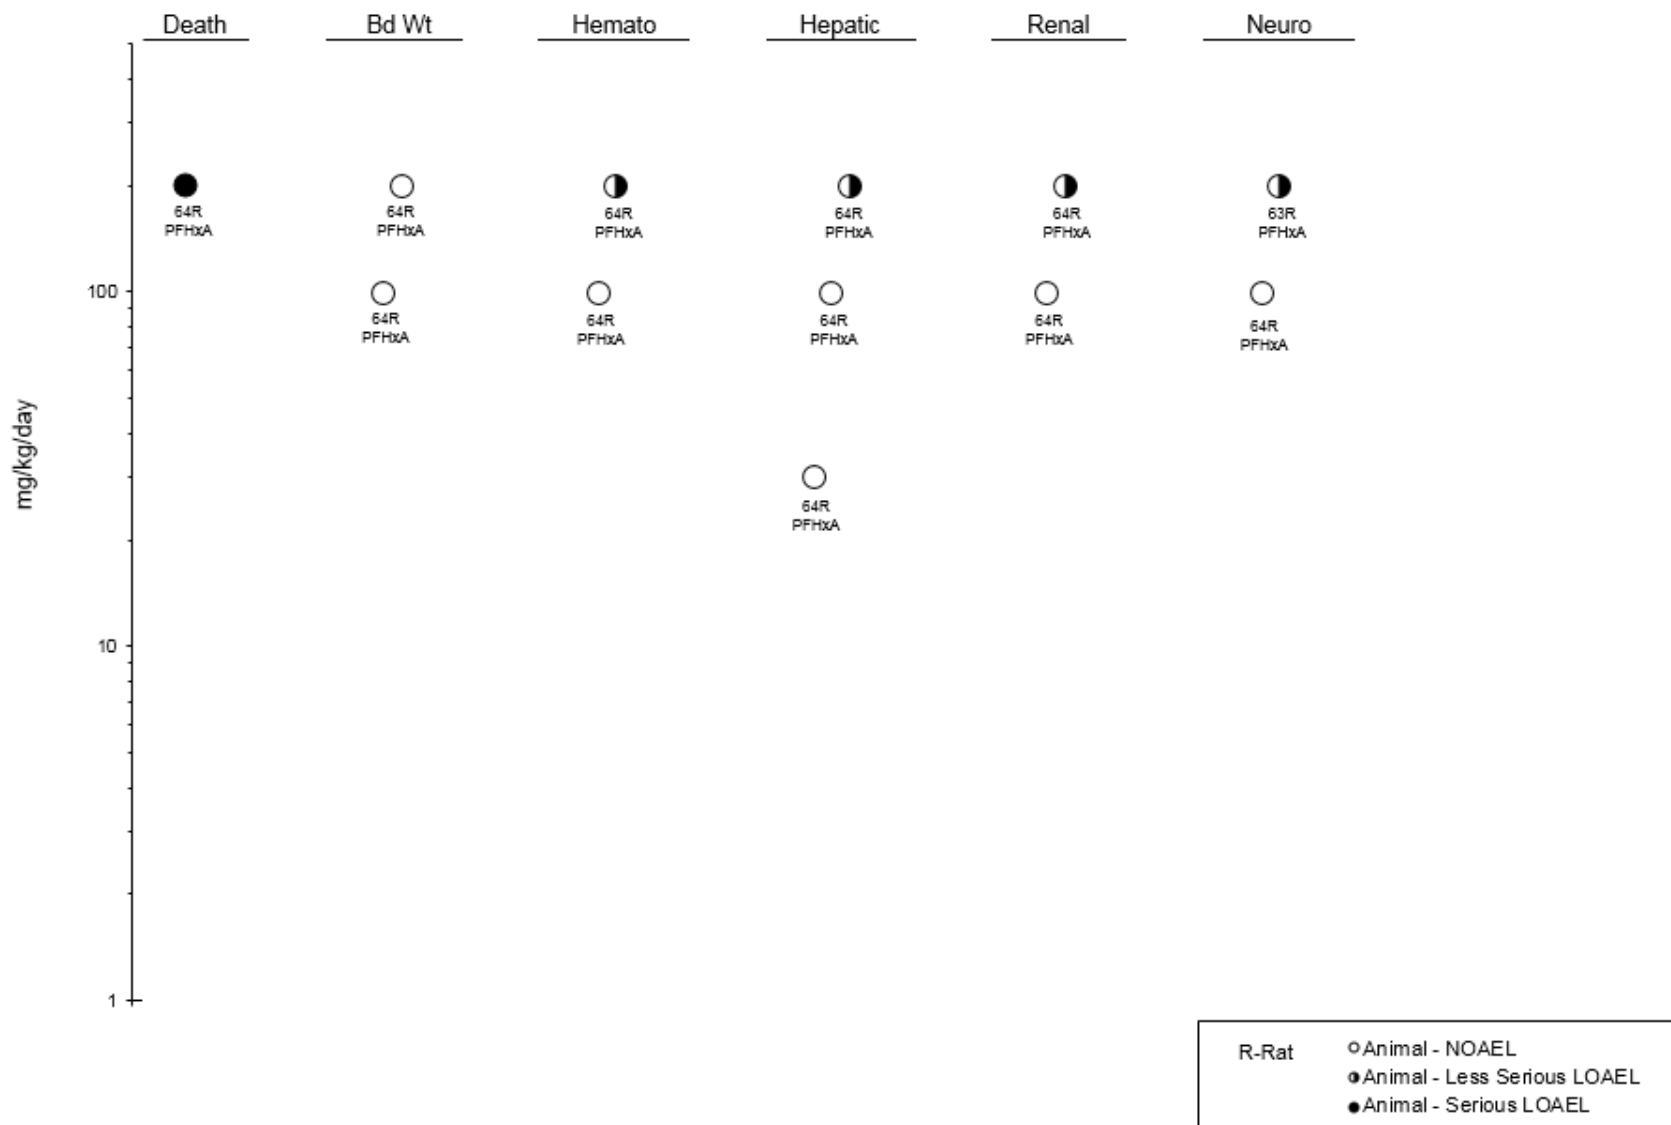 Death Bd Wt Hemato Hepatic Renal Neuro
64R 64R 64R 64R 64R 63R
PFHxA PFHxA PFHxA PFHxA PFHxA PFHxA
100
64R 64R 64R 64R 64R
PFHxA PFHxA PFHxA PFHxA PFHxA
mg/kg/day
64R
PFHxA
10
1
R-Rat Animal - NOAEL
Animal - Less Serious LOAEL
Animal - Serious LOAEL